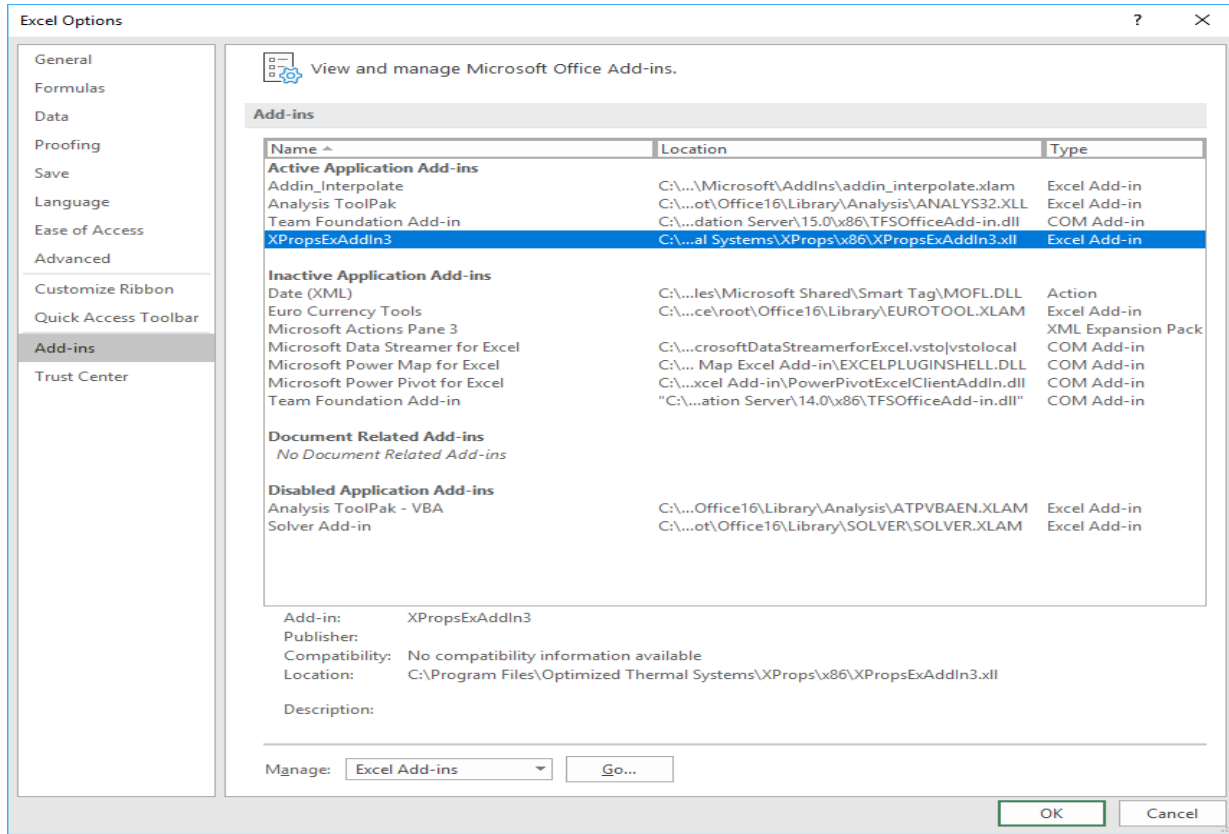 Excel Options ? ×
General
Formulas
Data
Proofing
Save
Language
Ease of Access
Advanced
Customize Ribbon
Quick Access Toolbar
Add-ins
Trust Center
View and manage Microsoft Office Add-ins.
Add-ins
Name Location Type
Active Application Add-ins
Addin_Interpolate C:\...\Microsoft\AddIns\addin_interpolate.xlam Excel Add-in
Analysis ToolPak C:\...ot\Office16\Library\Analysis\ANALYS32.XLL Excel Add-in
Team Foundation Add-in C:\...dation Server\15.0\x86\TFSOfficeAdd-in.dll COM Add-in
XPropsExAddIn3 C:\...al Systems\XProps\x86\XPropsExAddIn3.xll Excel Add-in
Inactive Application Add-ins
Date (XML) C:\...les\Microsoft Shared\Smart Tag\MOFL.DLL Action
Euro Currency Tools C:\...ce\root\Office16\Library\EUROTOOL.XLAM Excel Add-in
Microsoft Actions Pane 3 XML Expansion Pack
Microsoft Data Streamer for Excel C:\...crosoftDataStreamerforExcel.vsto|vstolocal COM Add-in
Microsoft Power Map for Excel C:\... Map Excel Add-in\EXCELPLUGINSHELL.DLL COM Add-in
Microsoft Power Pivot for Excel C:\...xcel Add-in\PowerPivotExcelClientAddIn.dll COM Add-in
Team Foundation Add-in "C:\...ation Server\14.0\x86\TFSOfficeAdd-in.dll" COM Add-in
Document Related Add-ins
No Document Related Add-ins
Disabled Application Add-ins
Analysis ToolPak - VBA C:\...Office16\Library\Analysis\ATPVBAEN.XLAM Excel Add-in
Solver Add-in C:\...ot\Office16\Library\SOLVER\SOLVER.XLAM Excel Add-in
Add-in: XPropsExAddIn3
Publisher:
Compatibility: No compatibility information available
Location: C:\Program Files\Optimized Thermal Systems\XProps\x86\XPropsExAddIn3.xll
Description:
Manage: Excel Add-ins Go...
OK Cancel